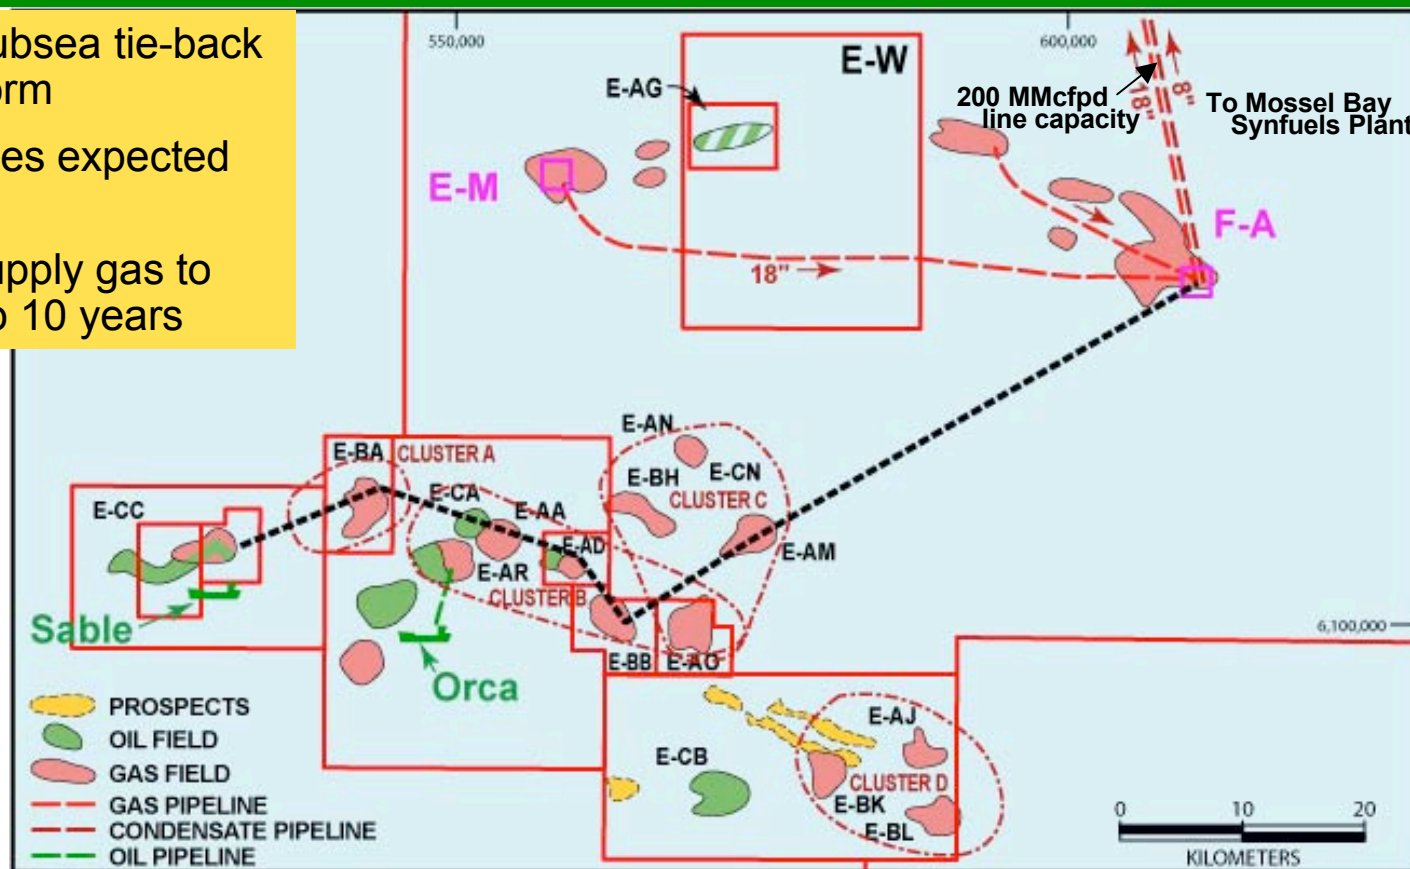 ubsea tie-back
orm
es expected
upply gas to
o 10 years
550,000
600,000
E-W
E-AG
200 MMcfpd
line capacity
18"
8"
To Mossel Bay
Synfuels Plant
E-M
F-A
18"
E-AN
E-BA
CLUSTER A
E-BH
E-CN
CLUSTER C
E-CC
E-CA
E-AA
E-AD
E-AM
E-AR
CLUSTER B
Sable
6,100,000
E-BB
E-AO
Orca
PROSPECTS
OIL FIELD
GAS FIELD
GAS PIPELINE
CONDENSATE PIPELINE
OIL PIPELINE
E-AJ
E-CB
CLUSTER D
E-BK
E-BL
0 10 20
KILOMETERS